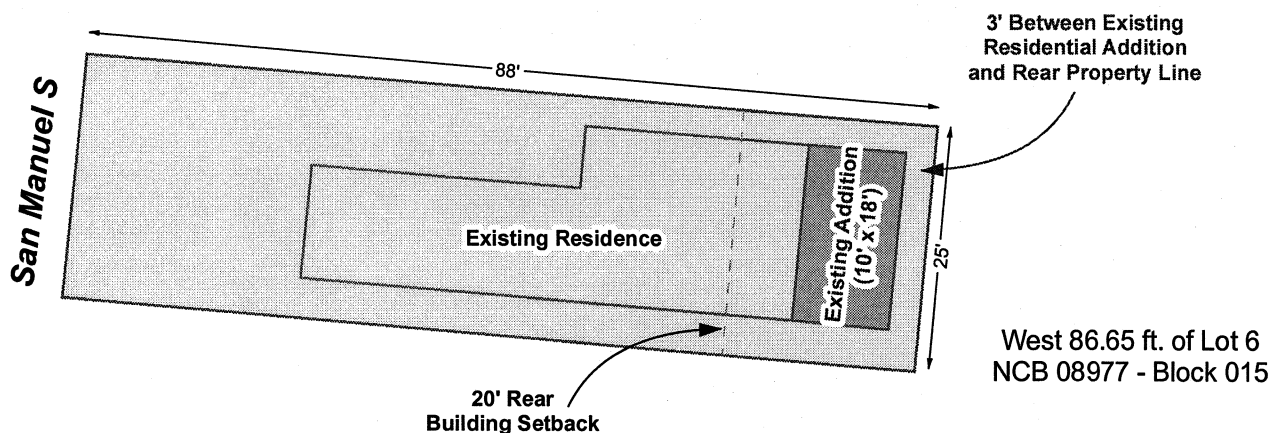 3' Between Existing
Residential Addition
and Rear Property Line
88'
San Manuel S
Existing Residence
Existing Addition
(10' x 18')
25'
West 86.65 ft. of Lot 6
NCB 08977 - Block 015
20' Rear
Building Setback